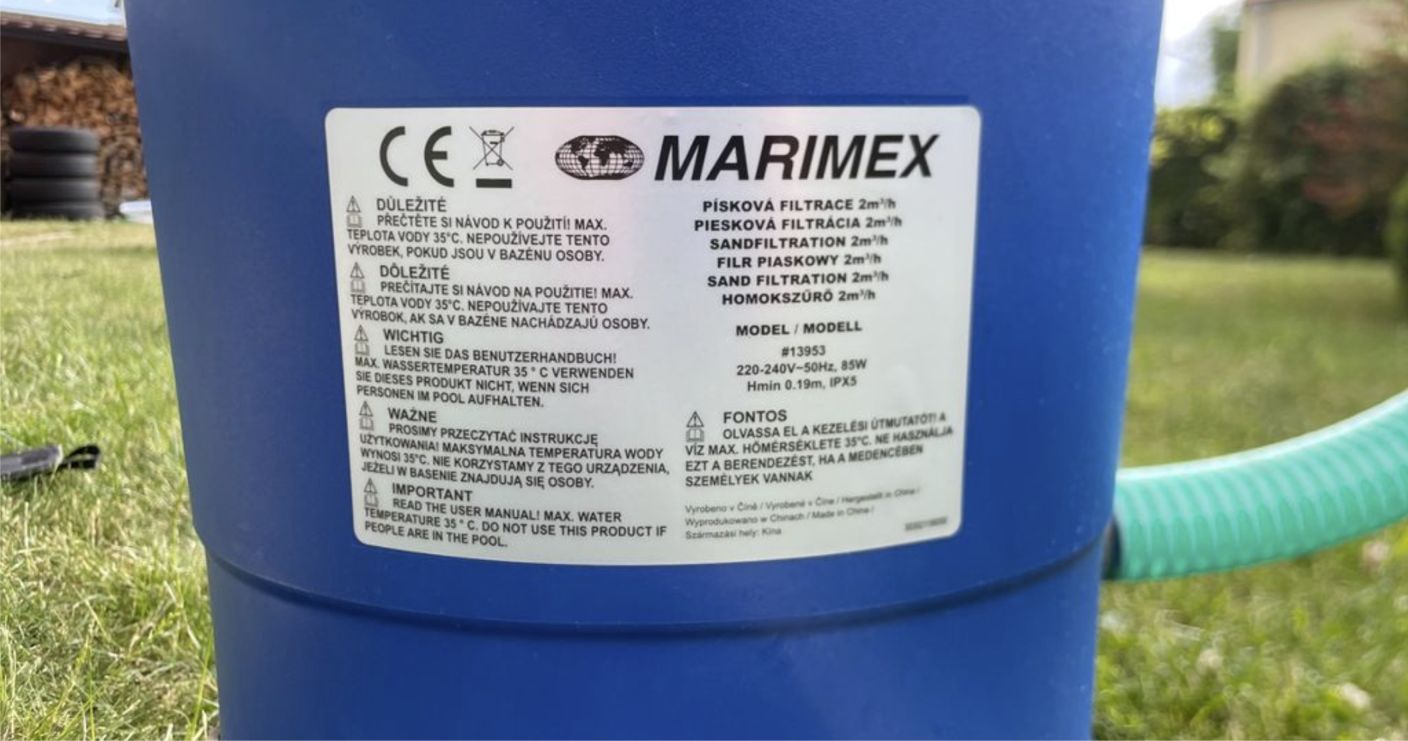 CE
MARIMEX
DŮLEŽITÉ
PŘEČTĚTE SI NÁVOD K POUŽITÍ! MAX.
TEPLOTA VODY 35°C. NEPOUŽÍVEJTE TENTO
VÝROBEK, POKUD JSOU V BAZÉNU OSOBY.
DÔLEŽITÉ
PREČÍTAJTE SI NÁVOD NA POUŽITIE! MAX.
TEPLOTA VODY 35°C. NEPOUŽÍVAJTE TENTO
VÝROBOK, AK SA V BAZÉNE NACHÁDZAJÚ OSOBY.
WICHTIG
LESEN SIE DAS BENUTZERHANDBUCH!
MAX. WASSERTEMPERATUR 35 ° C VERWENDEN
SIE DIESES PRODUKT NICHT, WENN SICH
PERSONEN IM POOL AUFHALTEN.
WAŻNE
PROSIMY PRZECZYTAĆ INSTRUKCJĘ
UŻYTKOWANIA! MAKSYMALNA TEMPERATURA WODY
WYNOSI 35°C. NIE KORZYSTAMY Z TEGO URZĄDZENIA,
JEŻELI W BASENIE ZNAJDUJĄ SIĘ OSOBY.
IMPORTANT
READ THE USER MANUAL! MAX. WATER
TEMPERATURE 35 ° C. DO NOT USE THIS PRODUCT IF
PEOPLE ARE IN THE POOL.
PÍSKOVÁ FILTRACE 2m³/h
PIESKOVÁ FILTRÁCIA 2m³/h
SANDFILTRATION 2m³/h
FILR PIASKOWY 2m³/h
SAND FILTRATION 2m³/h
HOMOKSZŰRŐ 2m³/h
MODEL / MODELL
#13953
220-240V~50Hz, 85W
Hmin 0.19m, IPX5
FONTOS
OLVASSA EL A KEZELÉSI ÚTMUTATÓT! A
VÍZ MAX. HŐMÉRSÉKLETE 35°C. NE HASZNÁLJA
EZT A BERENDEZÉST, HA A MEDENCÉBEN
SZEMÉLYEK VANNAK
Vyrobeno v Číně / Vyrobené v Číne / Hergestellt in China /
Wyprodukowano w Chinach / Made in China /
Származási hely: Kína